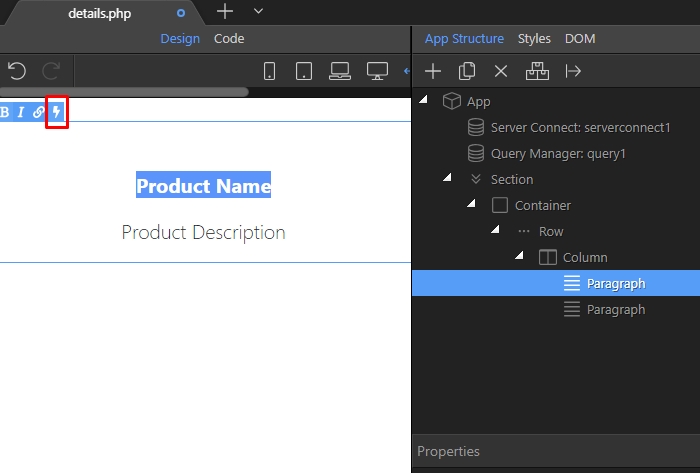 details.php
Design Code
App Structure Styles DOM
B I
App
Server Connect: serverconnect1
Query Manager: query1
Section
Container
Row
Column
Paragraph
Paragraph
Product Name
Product Description
Properties